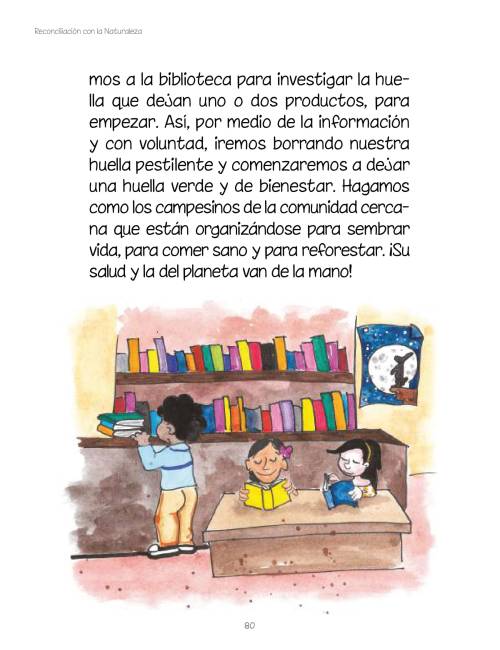 Reconciliación con la Naturaleza
mos a la biblioteca para investigar la hue-
lla que dejan uno o dos productos, para
empezar. Así, por medio de la información
y con voluntad, iremos borrando nuestra
huella pestilente y comenzaremos a dejar
una huella verde y de bienestar. Hagamos
como los campesinos de la comunidad cerca-
na que están organizándose para sembrar
vida, para comer sano y para reforestar. ¡Su
salud y la del planeta van de la mano!
80